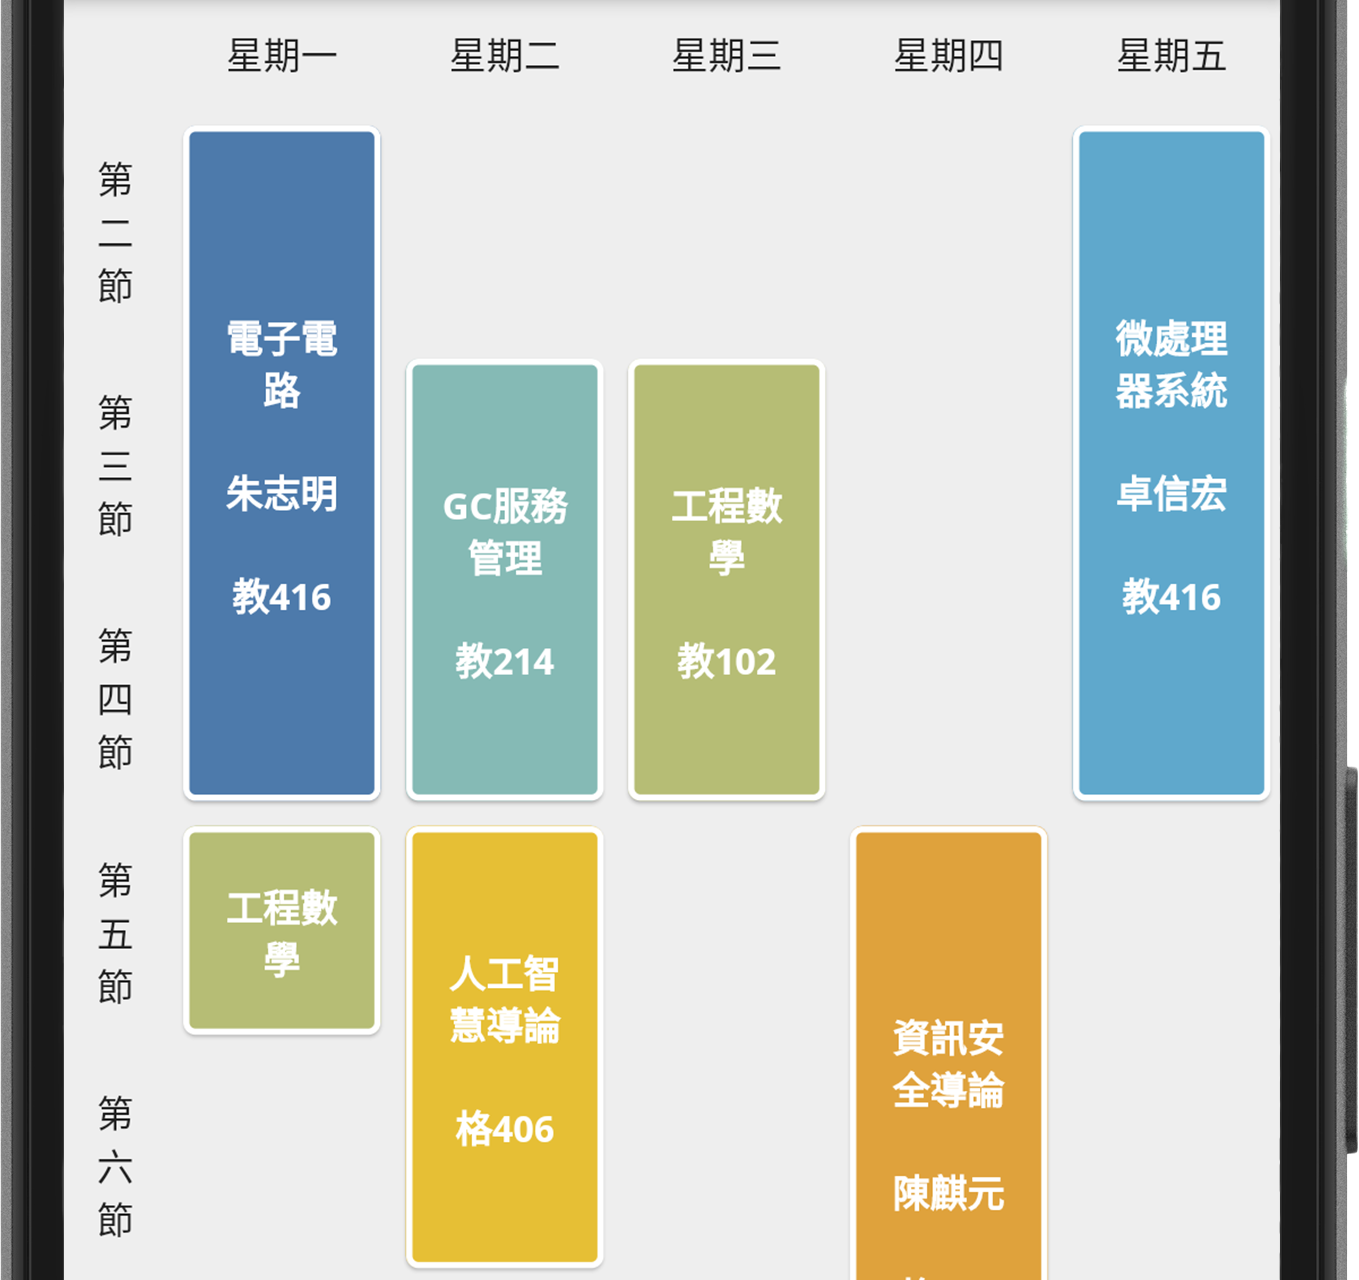 星期一 星期二 星期三 星期四 星期五
第
二
節
第
三
節
第
四
節
第
五
節
第
六
節
電子電
路
朱志明
教416
工程數
學
GC服務
管理
教214
人工智
慧導論
格406
工程數
學
教102
資訊安
全導論
陳麒元
微處理
器系統
卓信宏
教416